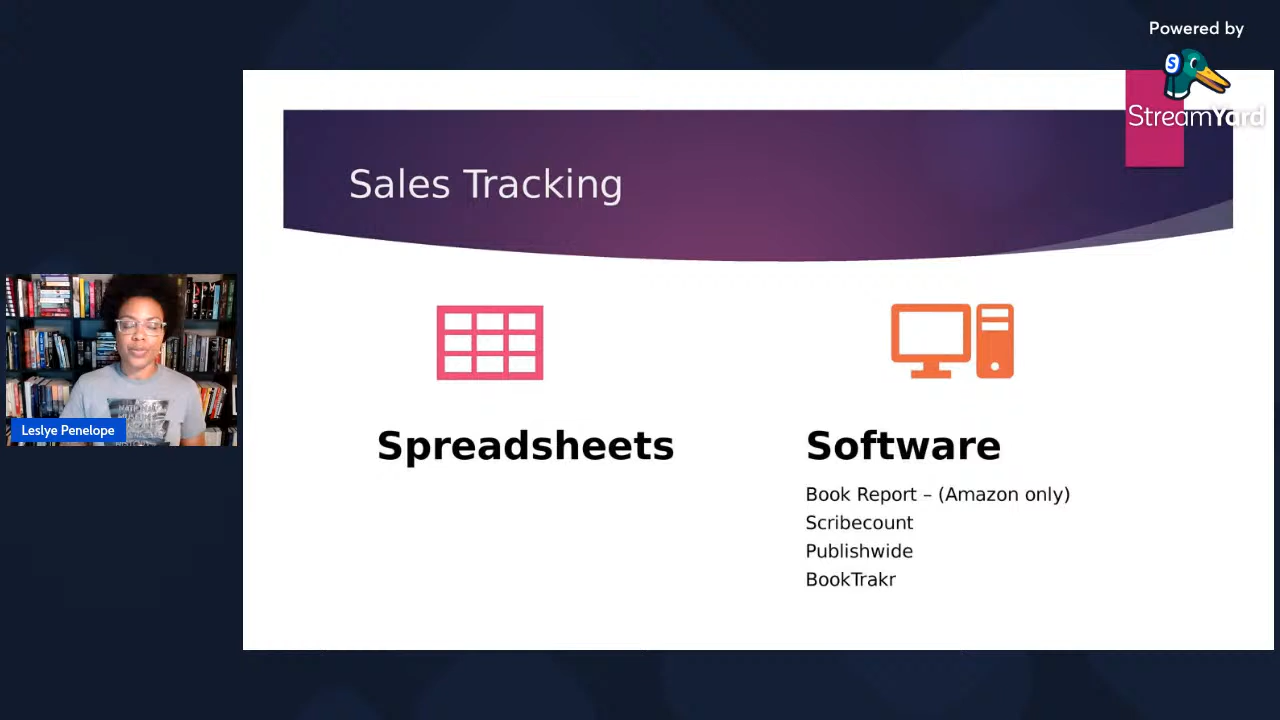 Powered by
StreamYard
Sales Tracking
Spreadsheets
Software
Book Report – (Amazon only)
Scribecount
Publishwide
BookTrakr
Leslye Penelope